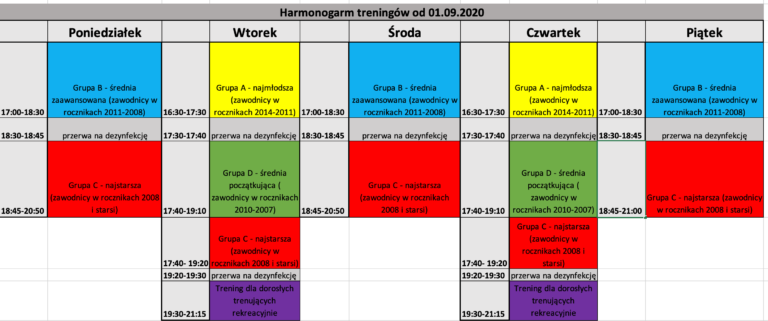 Harmonogarm treningów od 01.09.2020
Poniedziałek Wtorek Środa Czwartek Piątek
17:00-18:30
Grupa B - średnia
zaawansowana (zawodnicy w
rocznikach 2011-2008)
16:30-17:30
Grupa A - najmłodsza
(zawodnicy w
rocznikach 2014-2011)
17:00-18:30
Grupa B - średnia
zaawansowana (zawodnicy w
rocznikach 2011-2008)
16:30-17:30
Grupa A - najmłodsza
(zawodnicy w
rocznikach 2014-2011)
17:00-18:30
Grupa B - średnia
zaawansowana (zawodnicy w
rocznikach 2011-2008)
18:30-18:45 przerwa na dezynfekcję 17:30-17:40 przerwa na dezynfekcję 18:30-18:45 przerwa na dezynfekcję 17:30-17:40 przerwa na dezynfekcję 18:30-18:45 przerwa na dezynfekcję
18:45-20:50
Grupa C - najstarsza
(zawodnicy w rocznikach 2008
i starsi)
17:40-19:10
Grupa D - średnia
początkująca (
zawodnicy w rocznikach
2010-2007)
18:45-20:50
Grupa C - najstarsza
(zawodnicy w rocznikach
2008 i starsi)
17:40-19:10
Grupa D - średnia
początkująca (
zawodnicy w
rocznikach 2010-2007)
18:45-21:00
Grupa C - najstarsza (zawodnicy
w rocznikach 2008 i starsi)
17:40- 19:20
Grupa C - najstarsza
(zawodnicy w
rocznikach 2008 i starsi)
17:40- 19:20
Grupa C - najstarsza
(zawodnicy w
rocznikach 2008 i
starsi)
19:20-19:30 przerwa na dezynfekcję 19:20-19:30 przerwa na dezynfekcję
19:30-21:15
Trening dla dorosłych
trenujących
rekreacyjnie
19:30-21:15
Trening dla dorosłych
trenujących
rekreacyjnie